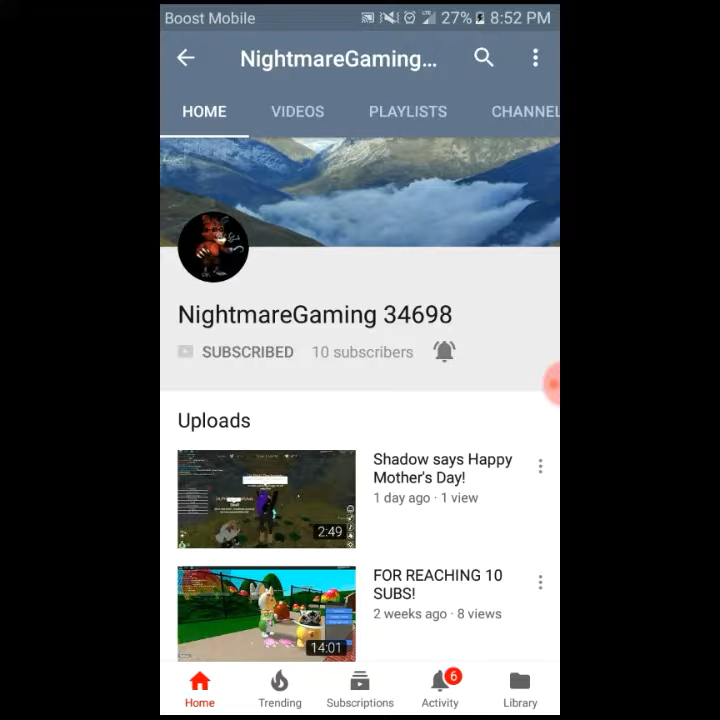 Boost Mobile 27% 8:52 PM
NightmareGaming...
HOME VIDEOS PLAYLISTS CHANNEL
NightmareGaming 34698
SUBSCRIBED 10 subscribers
Uploads
Shadow says Happy
Mother's Day!
1 day ago · 1 view
2:49
FOR REACHING 10
SUBS!
2 weeks ago · 8 views
14:01
6
Home Trending Subscriptions Activity Library